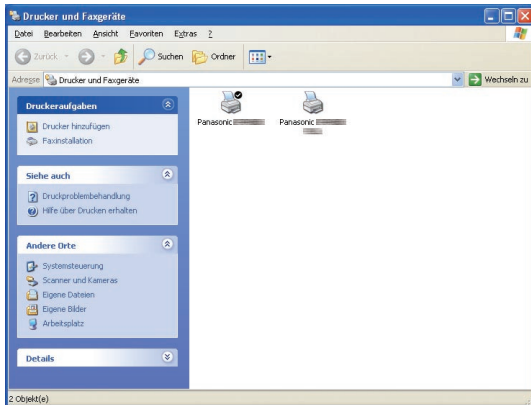 Drucker und Faxgeräte
Datei Bearbeiten Ansicht Favoriten Extras ?
Zurück Suchen Ordner
Adresse Drucker und Faxgeräte Wechseln zu
Druckeraufgaben
Drucker hinzufügen
Faxinstallation
Siehe auch
Druckproblembehandlung
Hilfe über Drucken erhalten
Andere Orte
Systemsteuerung
Scanner und Kameras
Eigene Dateien
Eigene Bilder
Arbeitsplatz
Details
Panasonic
Panasonic
2 Objekt(e)